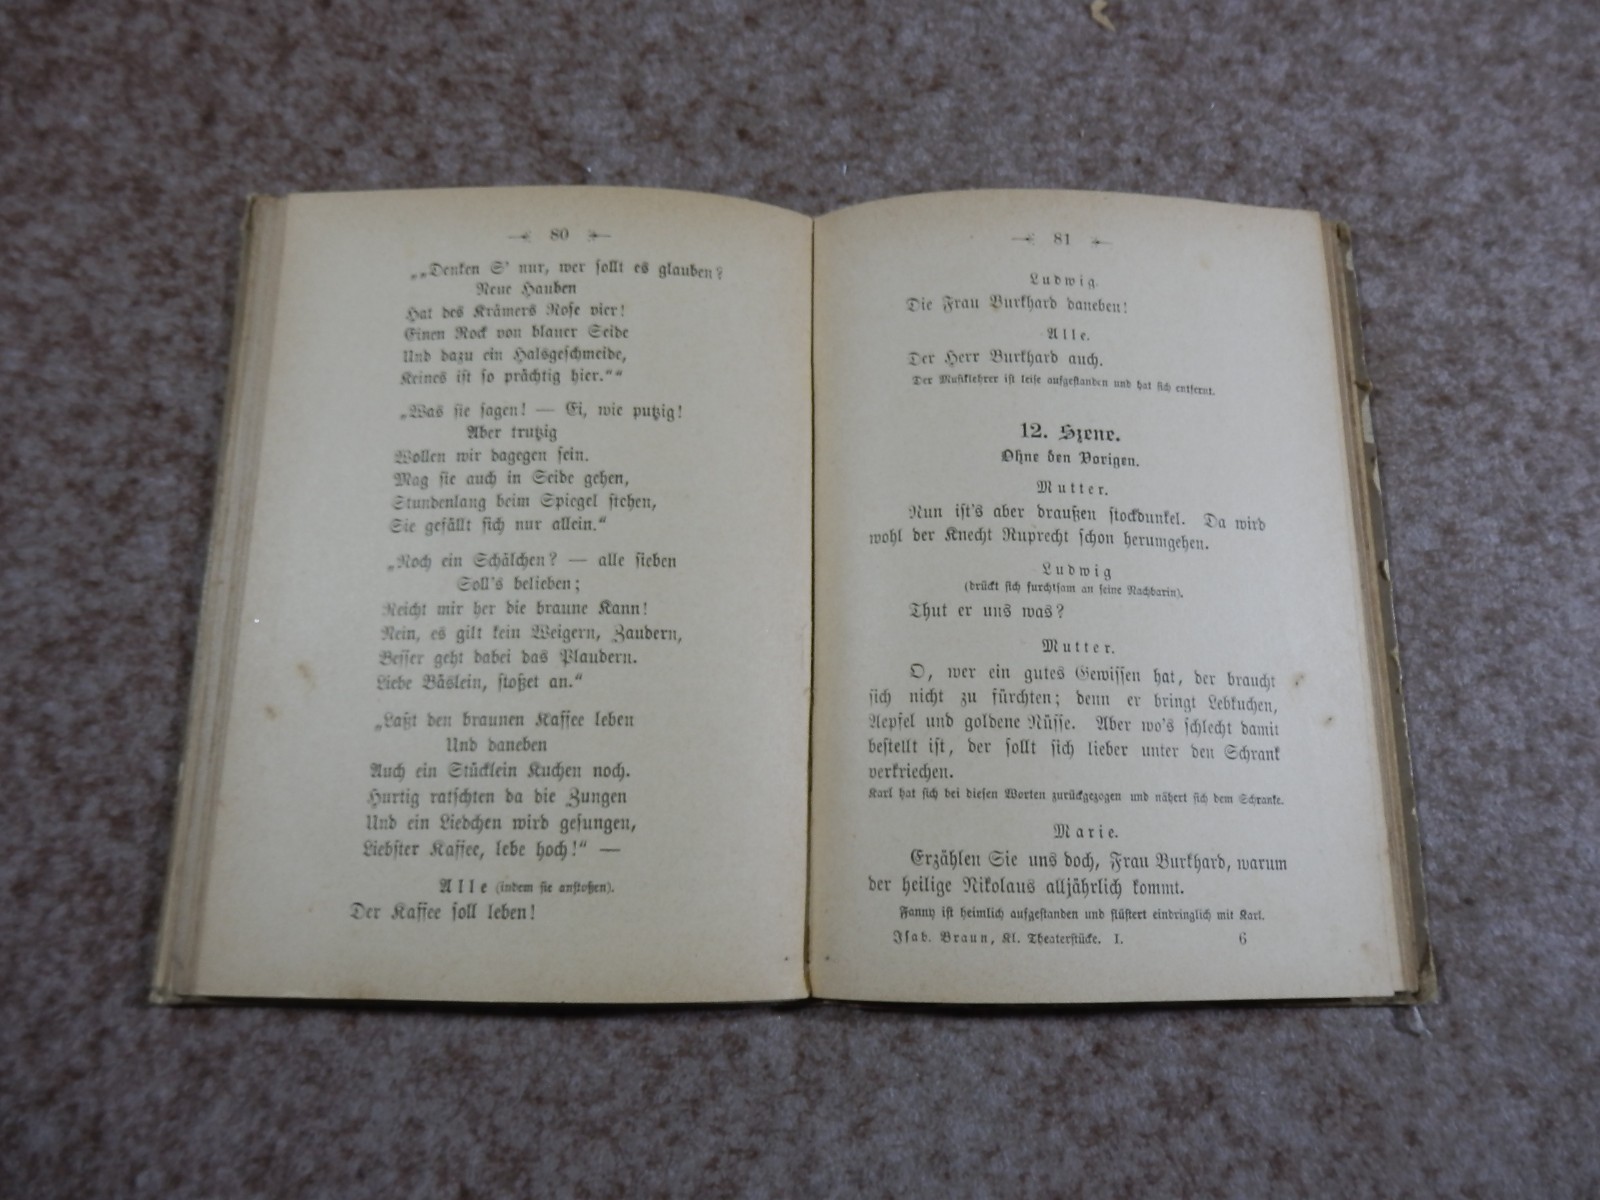 80
„„Denken S' nur, wer sollt es glauben?
Neue Hauben
Hat des Krämers Rose vier!
Einen Rock von blauer Seide
Und dazu ein Halsgeschmeide,
Keines ist so prächtig hier.““
„Was sie sagen! — Ei, wie putzig!
Aber trutzig
Wollen wir dagegen sein.
Mag sie auch in Seide gehen,
Stundenlang beim Spiegel stehen,
Sie gefällt sich nur allein.“
„Noch ein Schälchen? — alle sieben
Soll's belieben;
Reicht mir her die braune Kann!
Nein, es gilt kein Weigern, Zaudern,
Besser geht dabei das Plaudern.
Liebe Bäslein, stoßet an.“
„Laßt den braunen Kaffee leben
Und daneben
Auch ein Stücklein Kuchen noch.
Hurtig ratschten da die Zungen
Und ein Liedchen wird gesungen,
Liebster Kaffee, lebe hoch!“ —
Alle (indem sie anstoßen).
Der Kaffee soll leben!
81
Ludwig.
Die Frau Burkhard daneben!
Alle.
Der Herr Burkhard auch.
Der Musiklehrer ist leise aufgestanden und hat sich entfernt.
12. Szene.
Ohne den Vorigen.
Mutter.
Nun ist's aber draußen stockdunkel. Da wird
wohl der Knecht Ruprecht schon herumgehen.
Ludwig
(drückt sich furchtsam an seine Nachbarin).
Thut er uns was?
Mutter.
O, wer ein gutes Gewissen hat, der braucht
sich nicht zu fürchten; denn er bringt Lebkuchen,
Aepfel und goldene Nüsse. Aber wo's schlecht damit
bestellt ist, der sollt sich lieber unter den Schrank
verkriechen.
Karl hat sich bei diesen Worten zurückgezogen und nähert sich dem Schranke.
Marie.
Erzählen Sie uns doch, Frau Burkhard, warum
der heilige Nikolaus alljährlich kommt.
Fanny ist heimlich aufgestanden und flüstert eindringlich mit Karl.
Isab. Braun, Kl. Theaterstücke. I. 6